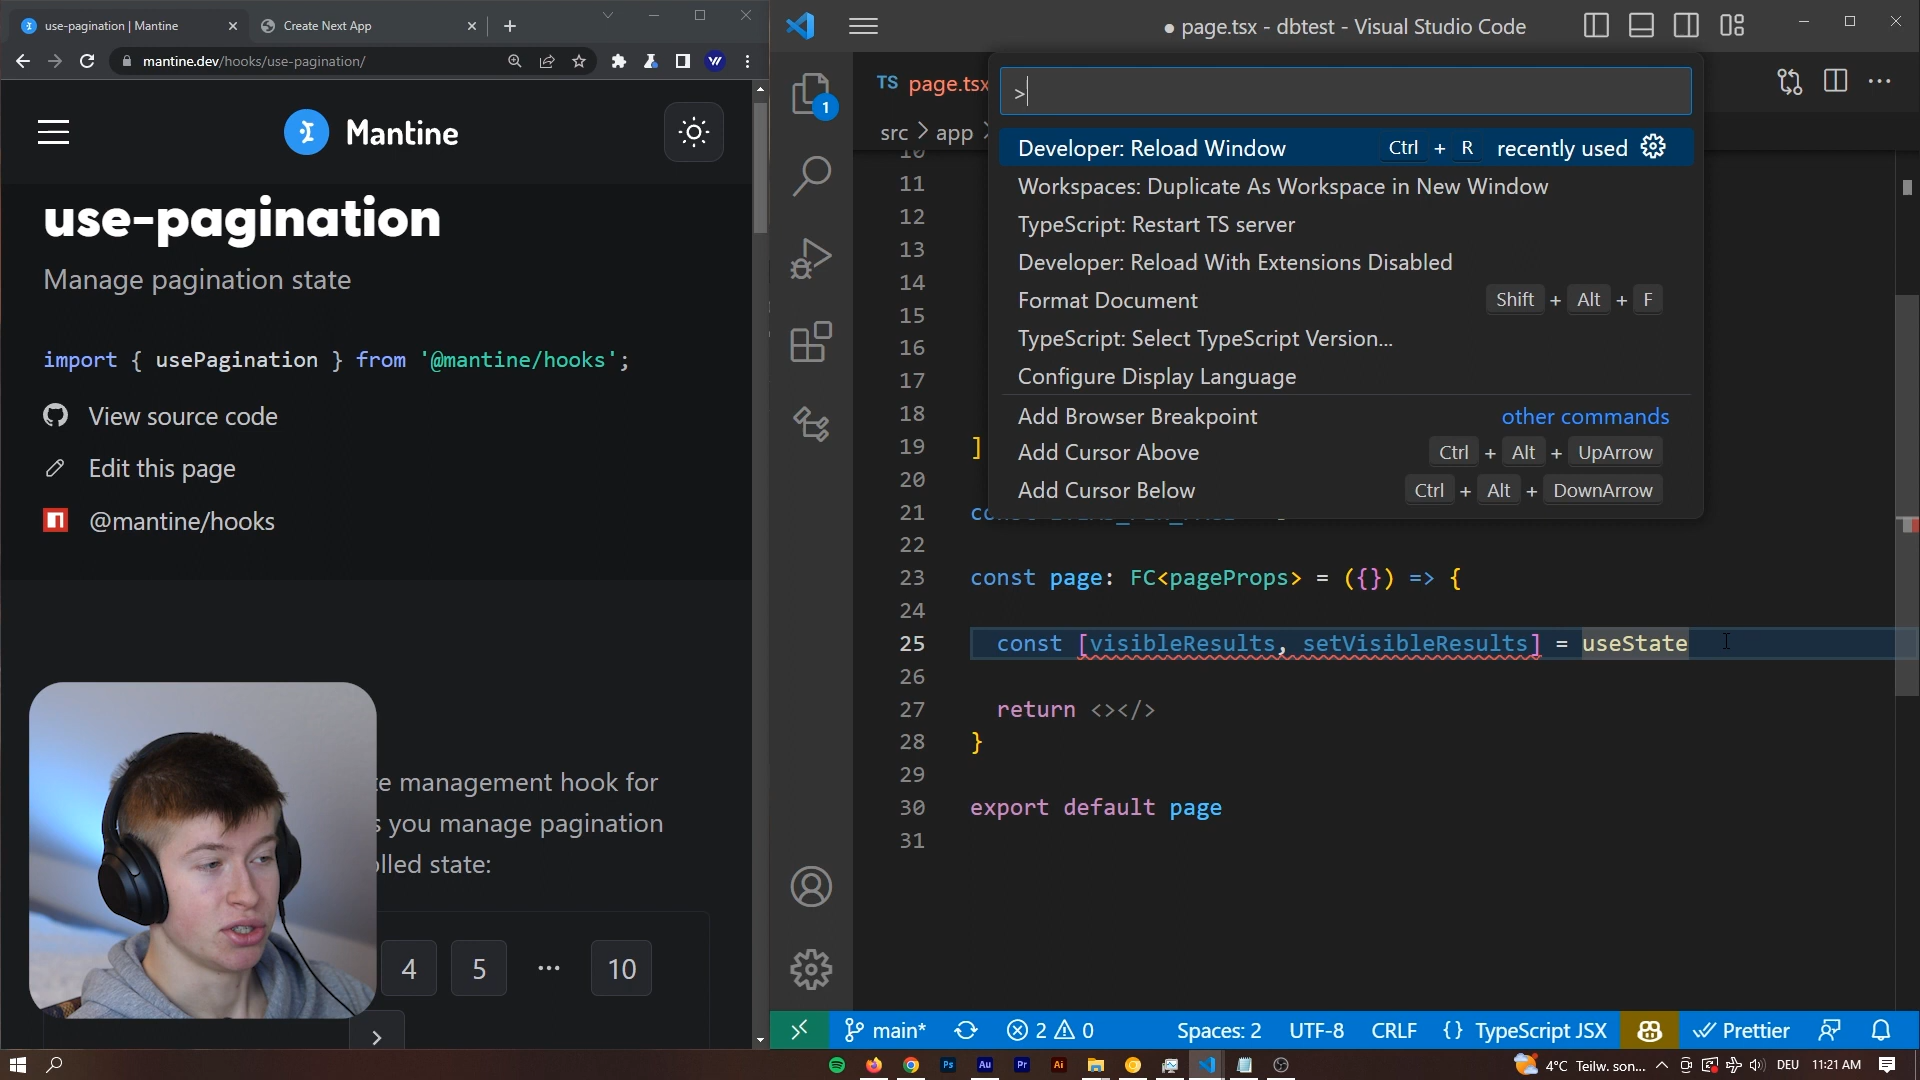 use-pagination | Mantine
Create Next App
mantine.dev/hooks/use-pagination/
Mantine
use-pagination
Manage pagination state
import { usePagination } from '@mantine/hooks';
View source code
Edit this page
@mantine/hooks
te management hook for
s you manage pagination
olled state:
4 5 ... 10
page.tsx - dbtest - Visual Studio Code
TS page.tsx
src > app >
>
Developer: Reload Window Ctrl + R recently used
Workspaces: Duplicate As Workspace in New Window
TypeScript: Restart TS server
Developer: Reload With Extensions Disabled
Format Document Shift + Alt + F
TypeScript: Select TypeScript Version...
Configure Display Language
Add Browser Breakpoint other commands
Add Cursor Above Ctrl + Alt + UpArrow
Add Cursor Below Ctrl + Alt + DownArrow
1
10
11
12
13
14
15
16
17
18
19 ]
20
21
22
23 const page: FC<pageProps> = ({}) => {
24
25 const [visibleResults, setVisibleResults] = useState
26
27 return <></>
28 }
29
30 export default page
31
main* 2 0 Spaces: 2 UTF-8 CRLF {} TypeScript JSX Prettier
Ps Au Pr Ai 4°C Teilw. son... DEU 11:21 AM